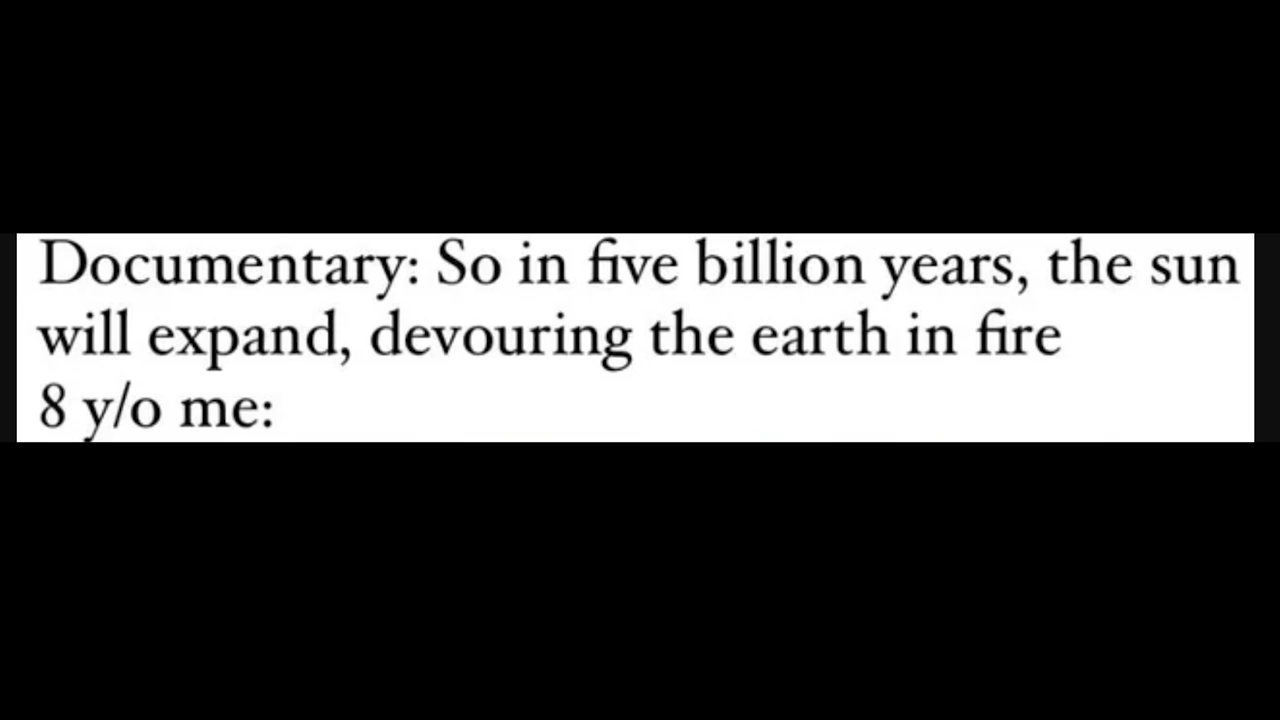 Documentary: So in five billion years, the sun
will expand, devouring the earth in fire
8 y/o me: